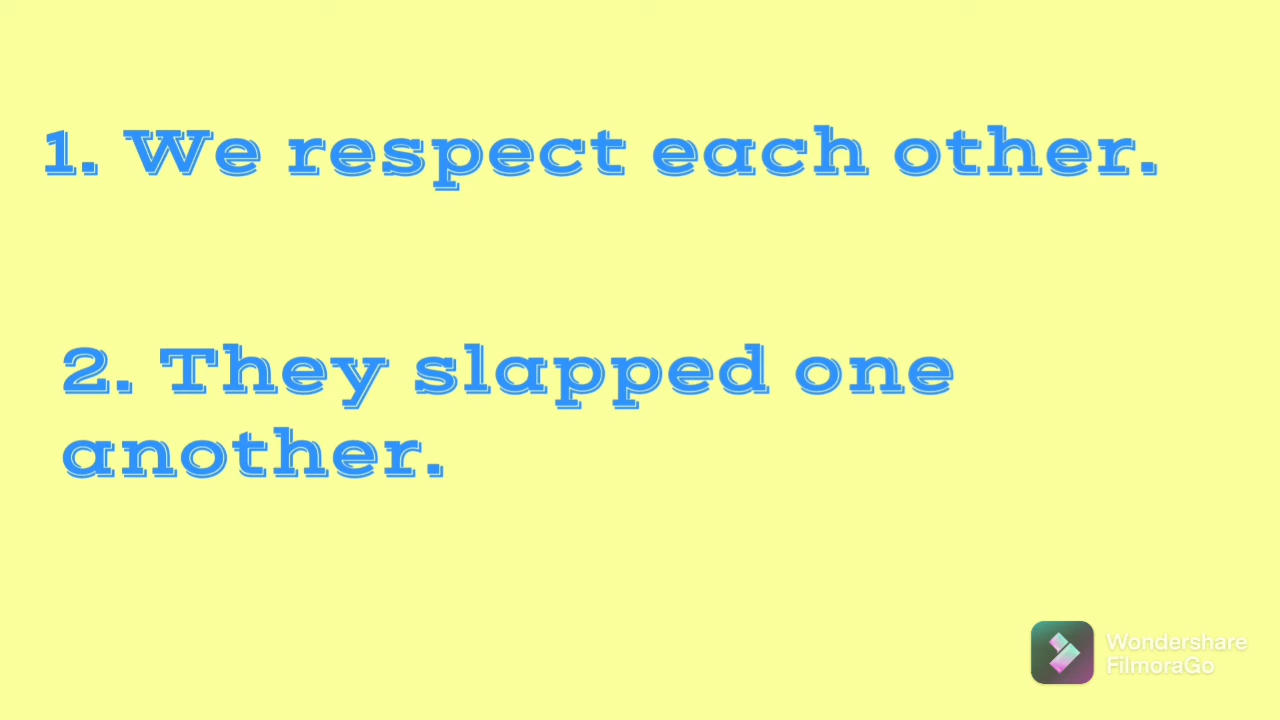 1. We respect each other.
2. They slapped one
another.
Wondershare
FilmoraGo